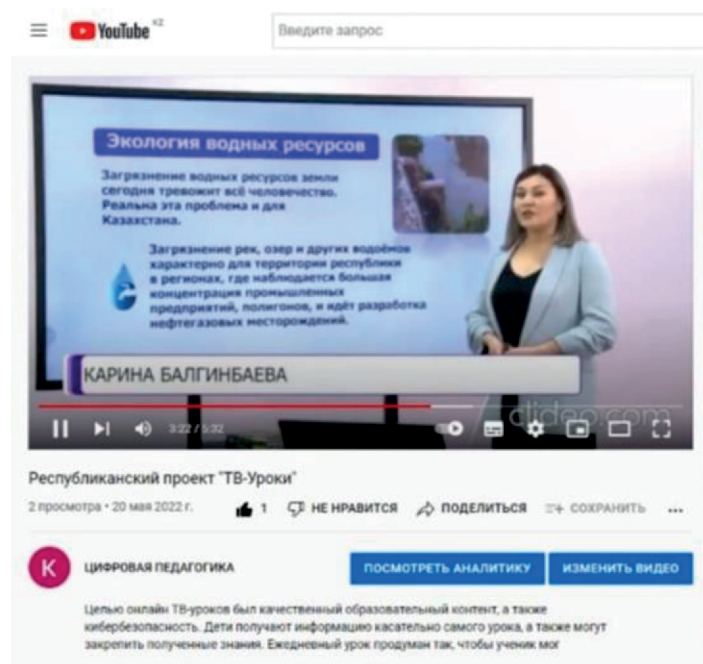 YouTube KZ
Введите запрос
Экология водных ресурсов
Загрязнение водных ресурсов земли
сегодня тревожит всё человечество.
Реальна эта проблема и для
Казахстана.
Загрязнение рек, озер и других водоёмов
характерно для территории республики
в регионах, где наблюдается большая
концентрация промышленных
предприятий, полигонов, и идёт разработка
нефтегазовых месторождений.
КАРИНА БАЛГИНБАЕВА
clideo.com
3:22 / 5:32
Республиканский проект "ТВ-Уроки"
2 просмотра • 20 мая 2022 г.
1
НЕ НРАВИТСЯ
ПОДЕЛИТЬСЯ
СОХРАНИТЬ
К
ЦИФРОВАЯ ПЕДАГОГИКА
ПОСМОТРЕТЬ АНАЛИТИКУ
ИЗМЕНИТЬ ВИДЕО
Целью онлайн ТВ-уроков был качественный образовательный контент, а также
кибербезопасность. Дети получают информацию касательно самого урока, а также могут
закрепить полученные знания. Ежедневный урок продуман так, чтобы ученик мог